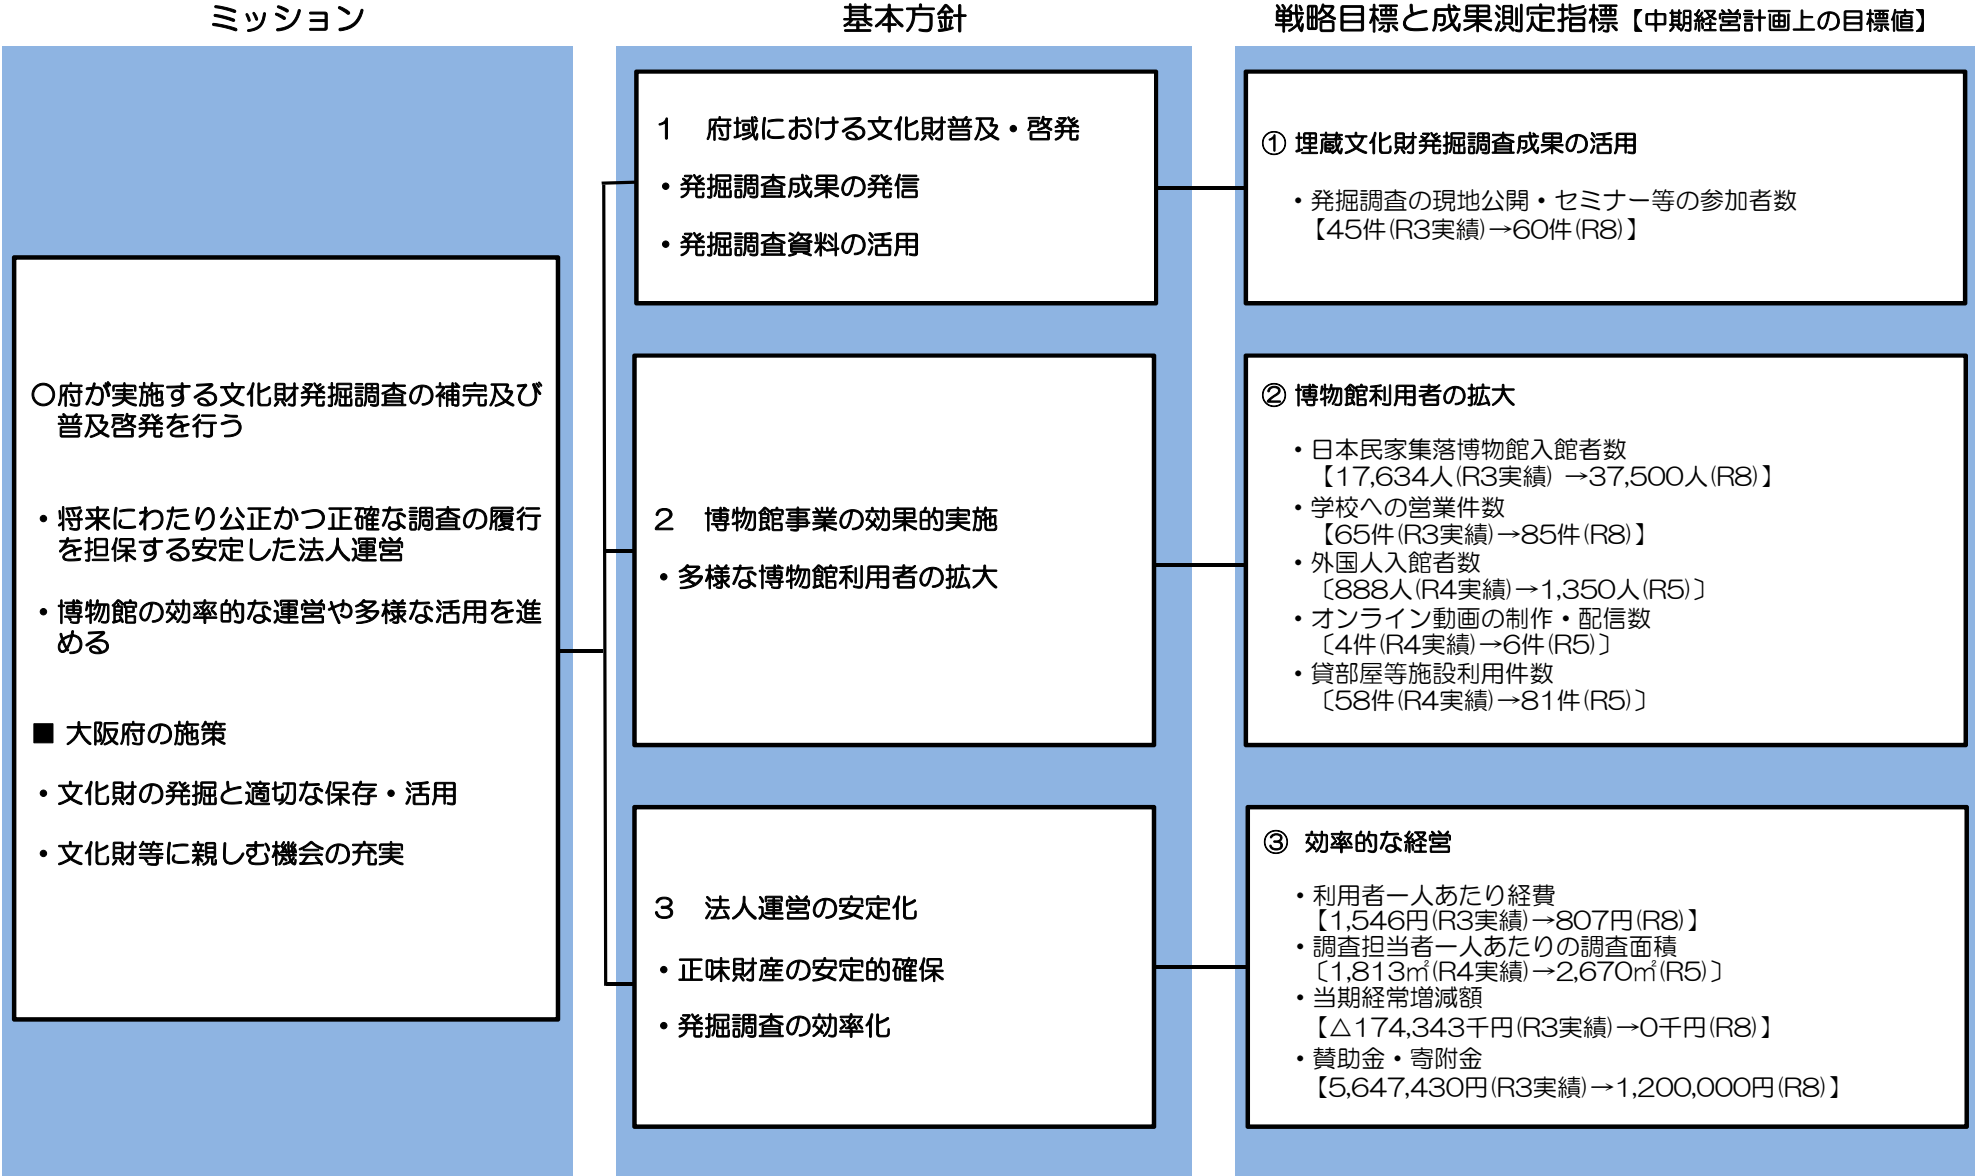 ミッション
基本方針
戦略目標と成果測定指標【中期経営計画上の目標値】
〇府が実施する文化財発掘調査の補完及び
普及啓発を行う
・将来にわたり公正かつ正確な調査の履行
を担保する安定した法人運営
・博物館の効率的な運営や多様な活用を進
める
■ 大阪府の施策
・文化財の発掘と適切な保存・活用
・文化財等に親しむ機会の充実
１　府域における文化財普及・啓発
・発掘調査成果の発信
・発掘調査資料の活用
２　博物館事業の効果的実施
・多様な博物館利用者の拡大
３　法人運営の安定化
・正味財産の安定的確保
・発掘調査の効率化
① 埋蔵文化財発掘調査成果の活用
・発掘調査の現地公開・セミナー等の参加者数
【45件(R3実績)→60件(R8)】
② 博物館利用者の拡大
・日本民家集落博物館入館者数
【17,634人(R3実績) →37,500人(R8)】
・学校への営業件数
【65件(R3実績)→85件(R8)】
・外国人入館者数
〔888人(R4実績)→1,350人(R5)〕
・オンライン動画の制作・配信数
〔4件(R4実績)→6件(R5)〕
・貸部屋等施設利用件数
〔58件(R4実績)→81件(R5)〕
③ 効率的な経営
・利用者一人あたり経費
【1,546円(R3実績)→807円(R8)】
・調査担当者一人あたりの調査面積
〔1,813㎡(R4実績)→2,670㎡(R5)〕
・当期経常増減額
【△174,343千円(R3実績)→0千円(R8)】
・賛助金・寄附金
【5,647,430円(R3実績)→1,200,000円(R8)】